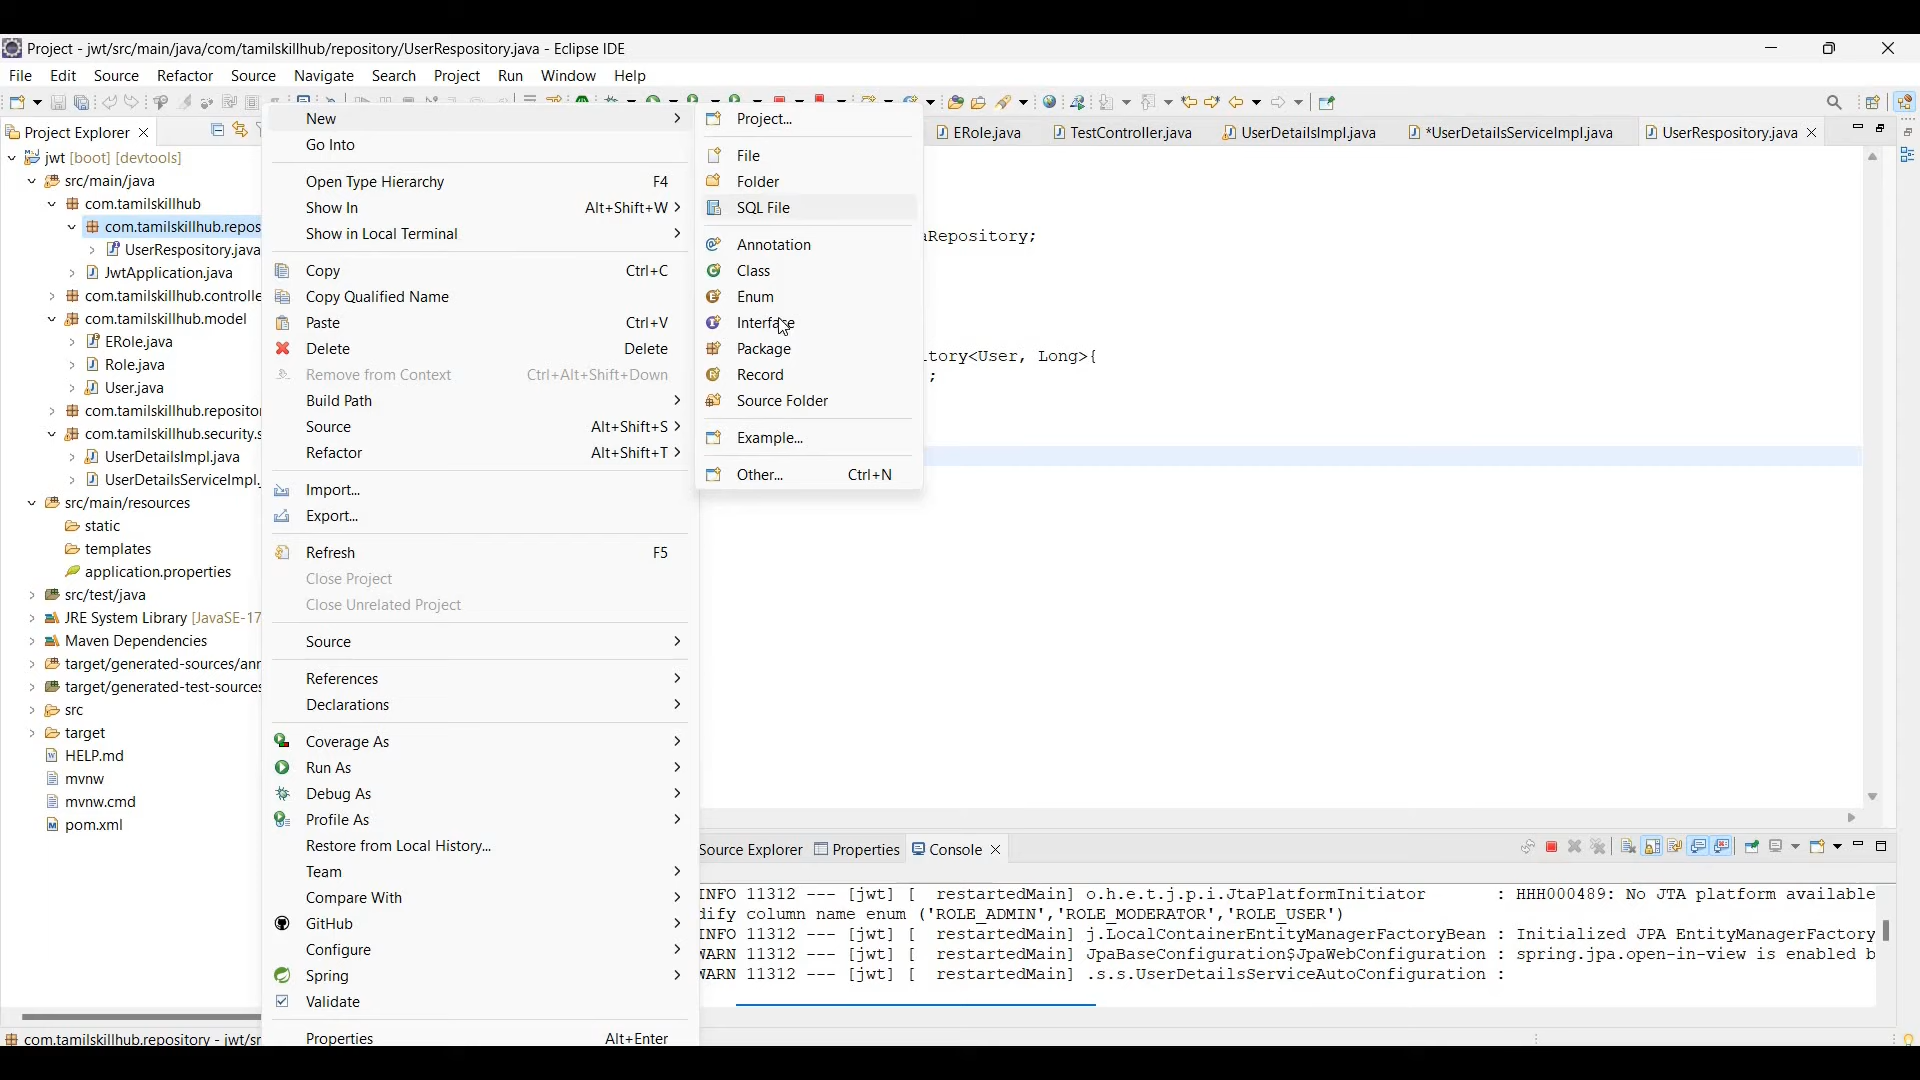 Project - jwt/src/main/java/com/tamilskillhub/repository/UserRespository.java - Eclipse IDE
File Edit Source Refactor Source Navigate Search Project Run Window Help
Project Explorer
ERole.java TestController.java UserDetailsImpl.java *UserDetailsServiceImpl.java UserRespository.java
jwt [boot] [devtools]
src/main/java
com.tamilskillhub
com.tamilskillhub.repos
UserRespository.java
JwtApplication.java
com.tamilskillhub.controlle
com.tamilskillhub.model
ERole.java
Role.java
User.java
com.tamilskillhub.repositor
com.tamilskillhub.security.s
UserDetailsImpl.java
UserDetailsServiceImpl.
src/main/resources
static
templates
application.properties
src/test/java
JRE System Library [JavaSE-17
Maven Dependencies
target/generated-sources/ann
target/generated-test-sources
src
target
HELP.md
mvnw
mvnw.cmd
pom.xml
New
Go Into
Open Type Hierarchy F4
Show In Alt+Shift+W
Show in Local Terminal
Copy Ctrl+C
Copy Qualified Name
Paste Ctrl+V
Delete Delete
Remove from Context Ctrl+Alt+Shift+Down
Build Path
Source Alt+Shift+S
Refactor Alt+Shift+T
Import...
Export...
Refresh F5
Close Project
Close Unrelated Project
Source
References
Declarations
Coverage As
Run As
Debug As
Profile As
Restore from Local History...
Team
Compare With
GitHub
Configure
Spring
Validate
Properties Alt+Enter
Project...
File
Folder
SQL File
Annotation
Class
Enum
Interface
Package
Record
Source Folder
Example...
Other... Ctrl+N
aRepository;
tory<User, Long>{
;
Source Explorer Properties Console
INFO 11312 --- [jwt] [ restartedMain] o.h.e.t.j.p.i.JtaPlatformInitiator : HHH000489: No JTA platform available
dify column name enum ('ROLE_ADMIN','ROLE_MODERATOR','ROLE_USER')
INFO 11312 --- [jwt] [ restartedMain] j.LocalContainerEntityManagerFactoryBean : Initialized JPA EntityManagerFactory
WARN 11312 --- [jwt] [ restartedMain] JpaBaseConfiguration$JpaWebConfiguration : spring.jpa.open-in-view is enabled b
WARN 11312 --- [jwt] [ restartedMain] .s.s.UserDetailsServiceAutoConfiguration :
com.tamilskillhub.repository - jwt/sr